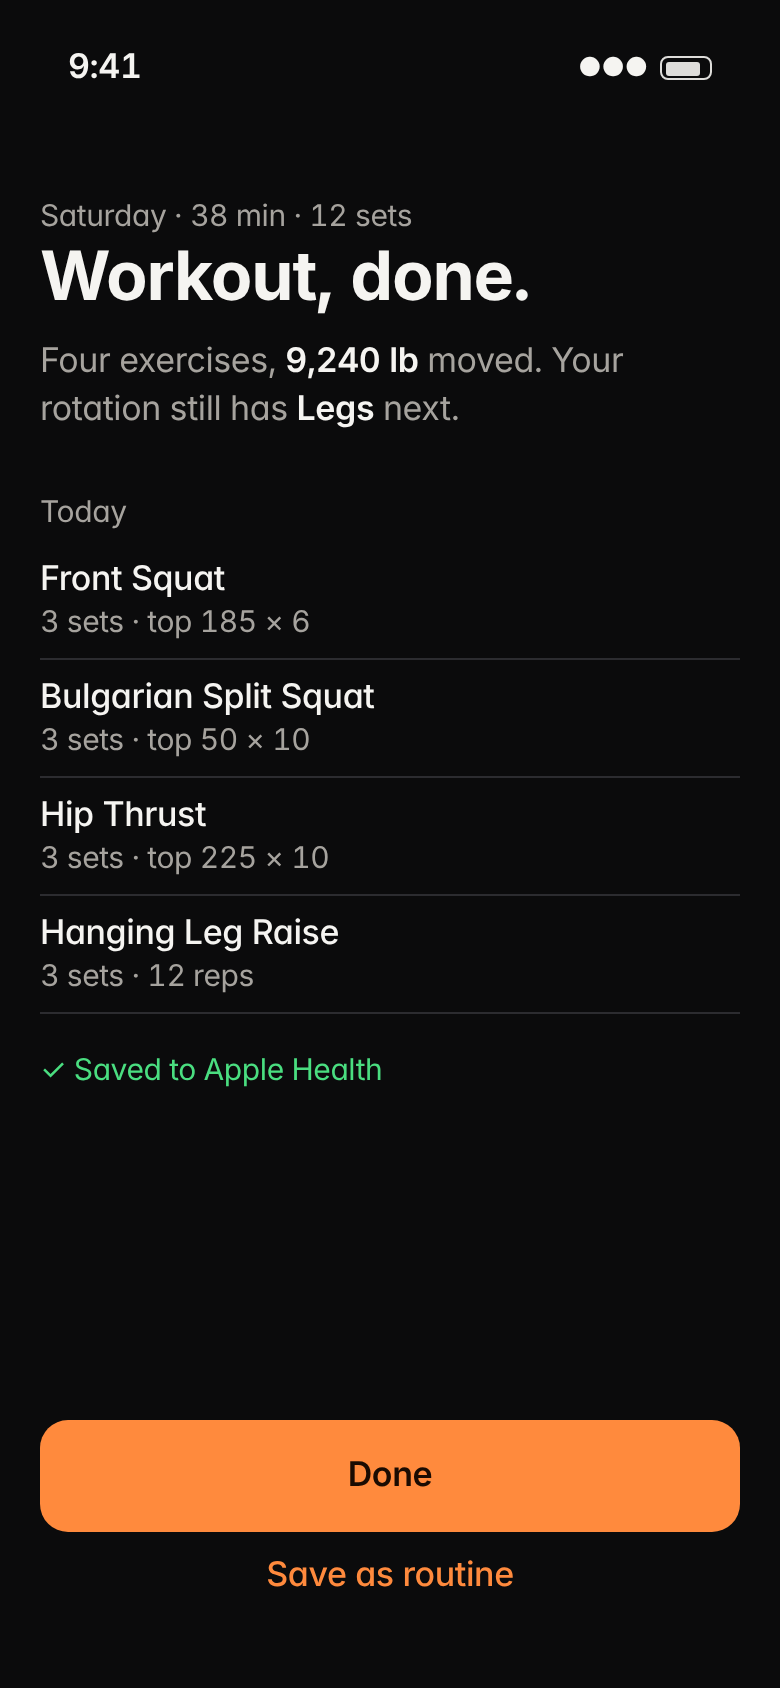 9:41
Saturday · 38 min · 12 sets
Workout, done.
Four exercises, 9,240 lb moved. Your
rotation still has Legs next.
Today
Front Squat
3 sets · top 185 × 6
Bulgarian Split Squat
3 sets · top 50 × 10
Hip Thrust
3 sets · top 225 × 10
Hanging Leg Raise
3 sets · 12 reps
✓ Saved to Apple Health
Done
Save as routine